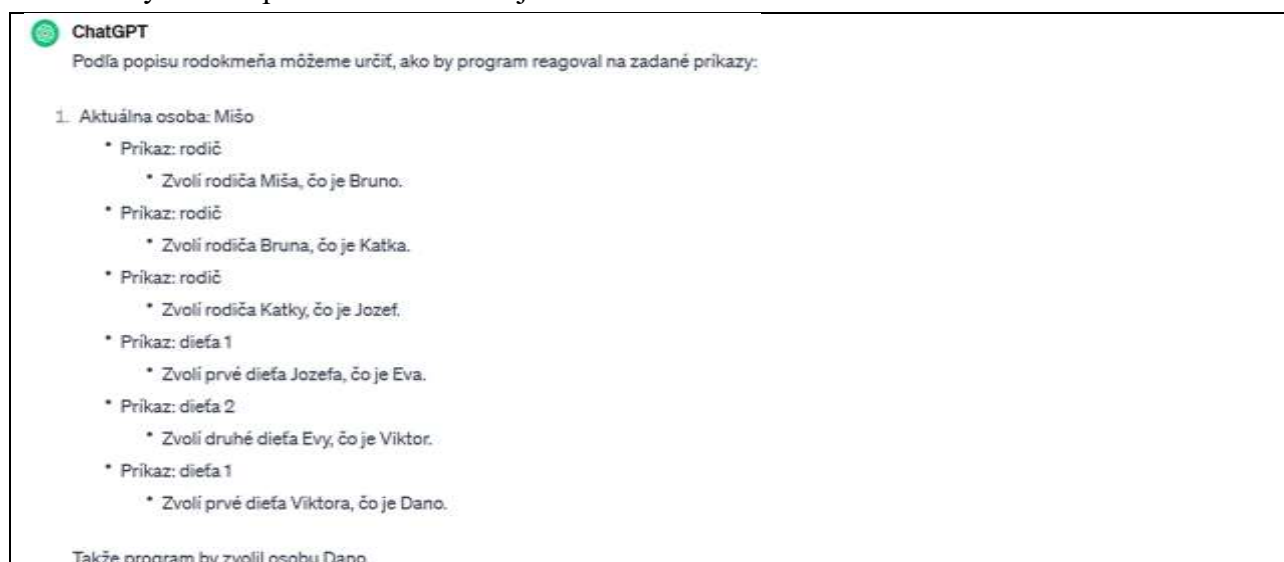 ChatGPT
Podľa popisu rodokmeňa môžeme určiť, ako by program reagoval na zadané príkazy:
1. Aktuálna osoba: Mišo
• Príkaz: rodič
• Zvolí rodiča Miša, čo je Bruno.
• Príkaz: rodič
• Zvolí rodiča Bruna, čo je Katka.
• Príkaz: rodič
• Zvolí rodiča Katky, čo je Jozef.
• Príkaz: dieťa 1
• Zvolí prvé dieťa Jozefa, čo je Eva.
• Príkaz: dieťa 2
• Zvolí druhé dieťa Evy, čo je Viktor.
• Príkaz: dieťa 1
• Zvolí prvé dieťa Viktora, čo je Dano.
Takže program by zvolil osobu Dano.